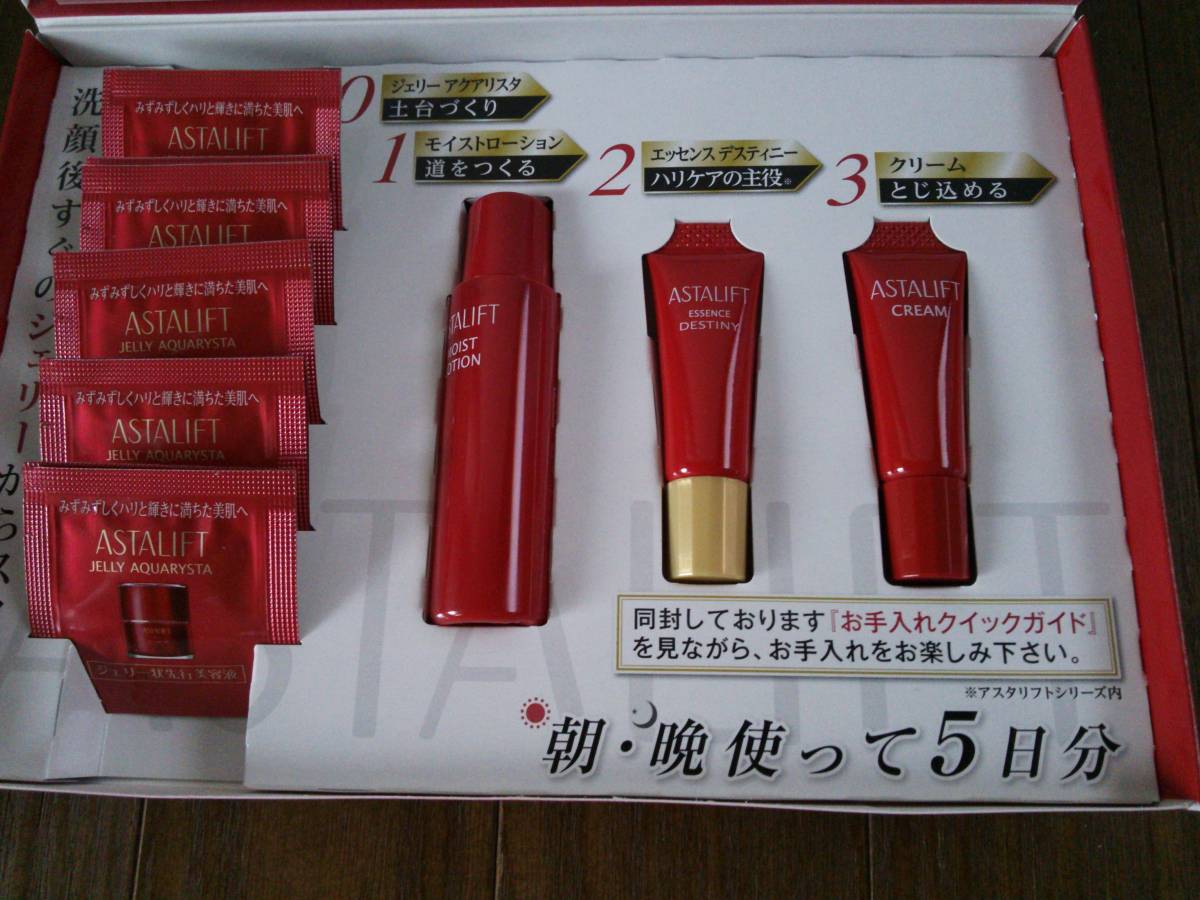 洗顔後すぐのジェリーからス
0
ジェリー アクアリスタ
土台づくり
1
モイストローション
道をつくる
2
エッセンス デスティニー
ハリケアの主役※
3
クリーム
とじ込める
みずみずしくハリと輝きに満ちた美肌へ
ASTALIFT
みずみずしくハリと輝きに満ちた美肌へ
ASTALIFT
みずみずしくハリと輝きに満ちた美肌へ
ASTALIFT
JELLY AQUARYSTA
みずみずしくハリと輝きに満ちた美肌へ
ASTALIFT
JELLY AQUARYSTA
みずみずしくハリと輝きに満ちた美肌へ
ASTALIFT
JELLY AQUARYSTA
ジェリー状先行美容液
TALIFT
MOIST
OTION
ASTALIFT
ESSENCE
DESTINY
ASTALIFT
CREAM
ASTALIFT
同封しております『お手入れクイックガイド』
を見ながら、お手入れをお楽しみ下さい。
※アスタリフトシリーズ内
朝・晩使って5日分